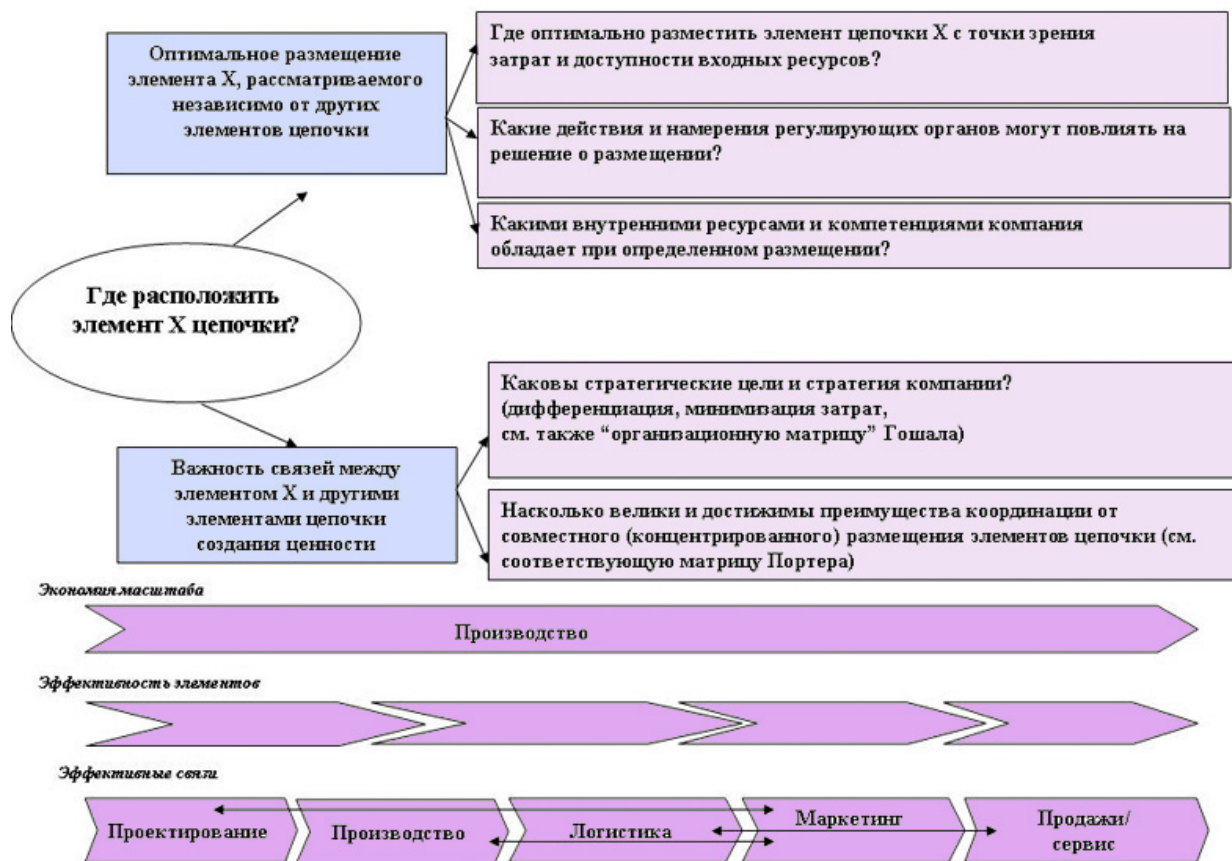 Оптимальное размещение
элемента X, рассматриваемого
независимо от других
элементов цепочки
Где оптимально разместить элемент цепочки X с точки зрения
затрат и доступности входных ресурсов?
Какие действия и намерения регулирующих органов могут повлиять на
решение о размещении?
Какими внутренними ресурсами и компетенциями компания
обладает при определенном размещении?
Где расположить
элемент X цепочки?
Каковы стратегические цели и стратегия компании?
(дифференциация, минимизация затрат,
см. также “организационную матрицу” Гошала)
Важность связей между
элементом X и другими
элементами цепочки
создания ценности
Насколько велики и достижимы преимущества координации от
совместного (концентрированного) размещения элементов цепочки (см.
соответствующую матрицу Портера)
Экономия масштаба
Производство
Эффективность элементов
Эффективные связи
Проектирование
Производство
Логистика
Маркетинг
Продажи/
сервис